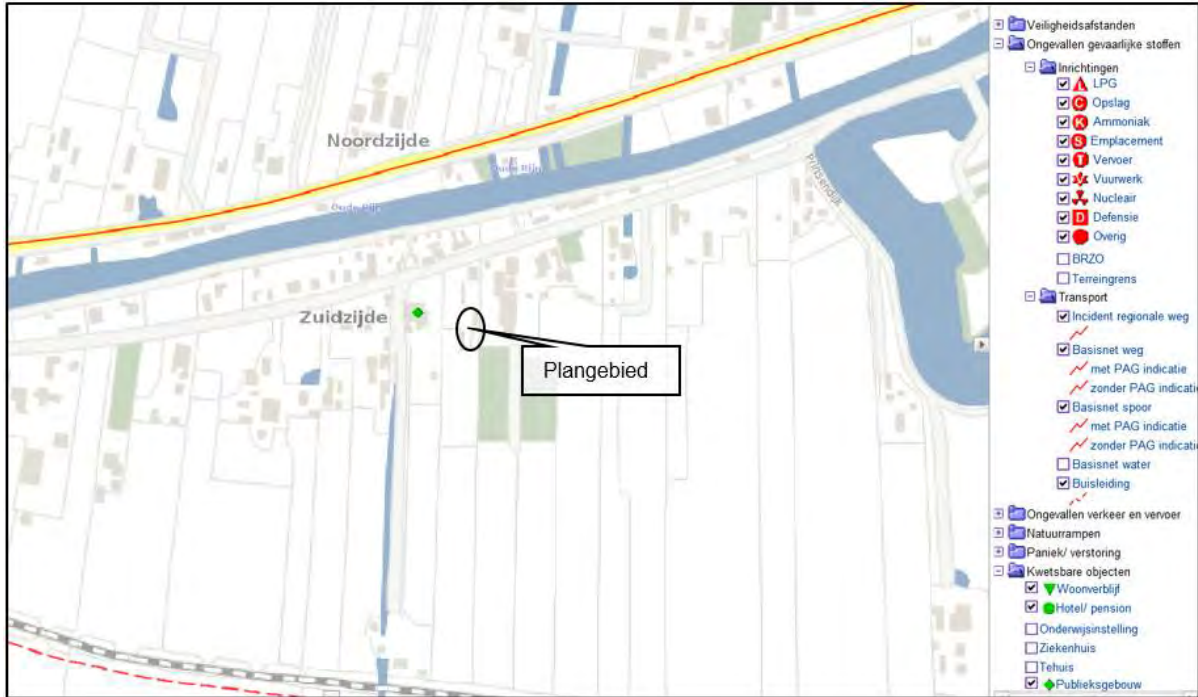 Noordzijde
Oude Rijn
Oude Rijn
Prinsendijk
Zuidzijde
Plangebied
Veiligheidsafstanden
Ongevallen gevaarlijke stoffen
Inrichtingen
L LPG
C Opslag
K Ammoniak
S Emplacement
T Vervoer
V Vuurwerk
Nucleair
D Defensie
Overig
BRZO
Terreingrens
Transport
Incident regionale weg
Basisnet weg
met PAG indicatie
zonder PAG indicatie
Basisnet spoor
met PAG indicatie
zonder PAG indicatie
Basisnet water
Buisleiding
Ongevallen verkeer en vervoer
Natuurrampen
Paniek/ verstoring
Kwetsbare objecten
Woonverblijf
Hotel/ pension
Onderwijsinstelling
Ziekenhuis
Tehuis
Publieksgebouw